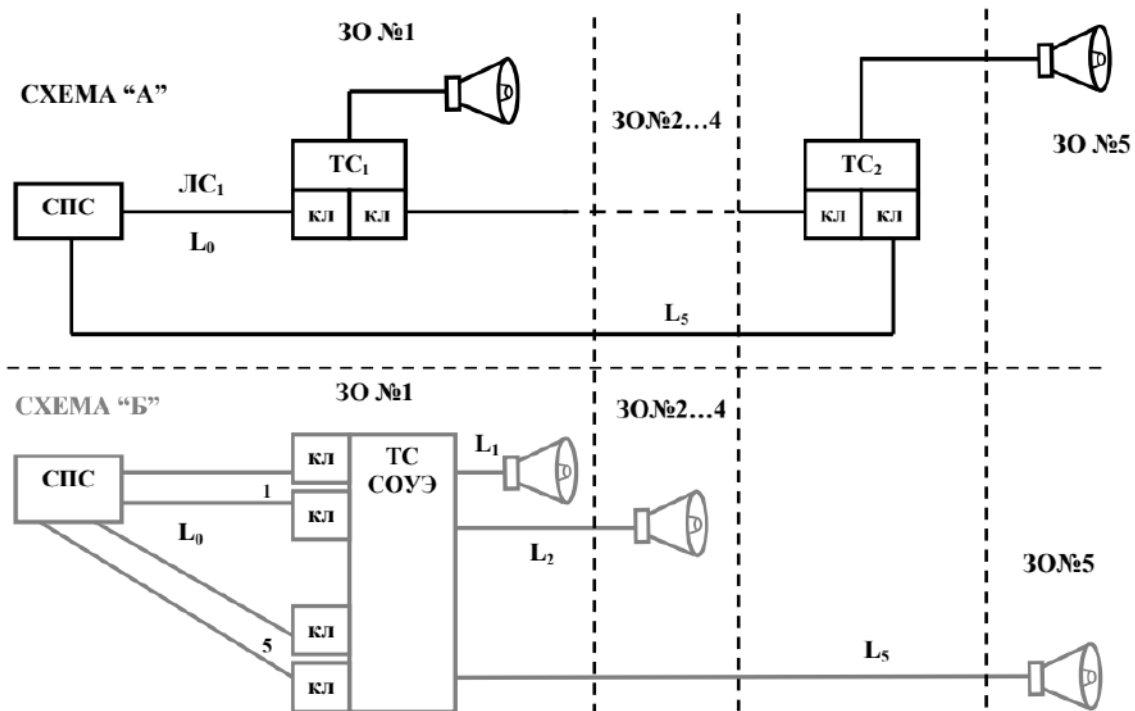 ЗО №1
СХЕМА “А”
ЗО№2…4
ЗО №5
ТС₁
ТС₂
ЛС₁
СПС
кл кл
кл кл
L₀
L₅
ЗО №1
СХЕМА “Б”
ЗО№2…4
L₁
СПС
кл
ТС
СОУЭ
1
кл
L₀
L₂
ЗО№5
кл
5
L₅
кл